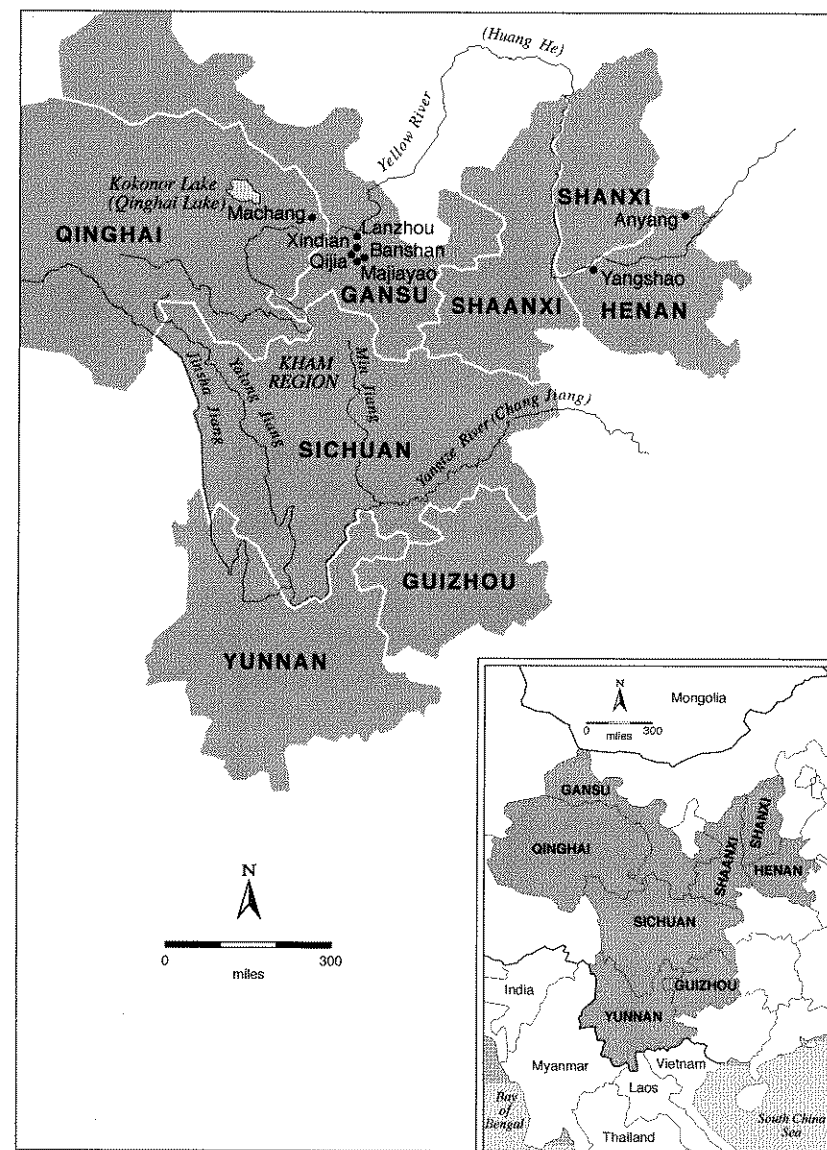 (Huang He)
Yellow River
Kokonor Lake
(Qinghai Lake)
Machang
QINGHAI
Xindian
Lanzhou
Banshan
Qijia
Majiayao
GANSU
SHANXI
Anyang
Yangshao
SHAANXI
HENAN
KHAM
REGION
Jinsha Jiang
Yalong Jiang
Min Jiang
SICHUAN
Yangtze River (Chang Jiang)
GUIZHOU
YUNNAN
N
0 300
miles
N
0 300
miles
Mongolia
GANSU
QINGHAI
SHAANXI
SHANXI
HENAN
SICHUAN
GUIZHOU
YUNNAN
India
Myanmar
Vietnam
Laos
Thailand
Bay
of
Bengal
South China
Sea